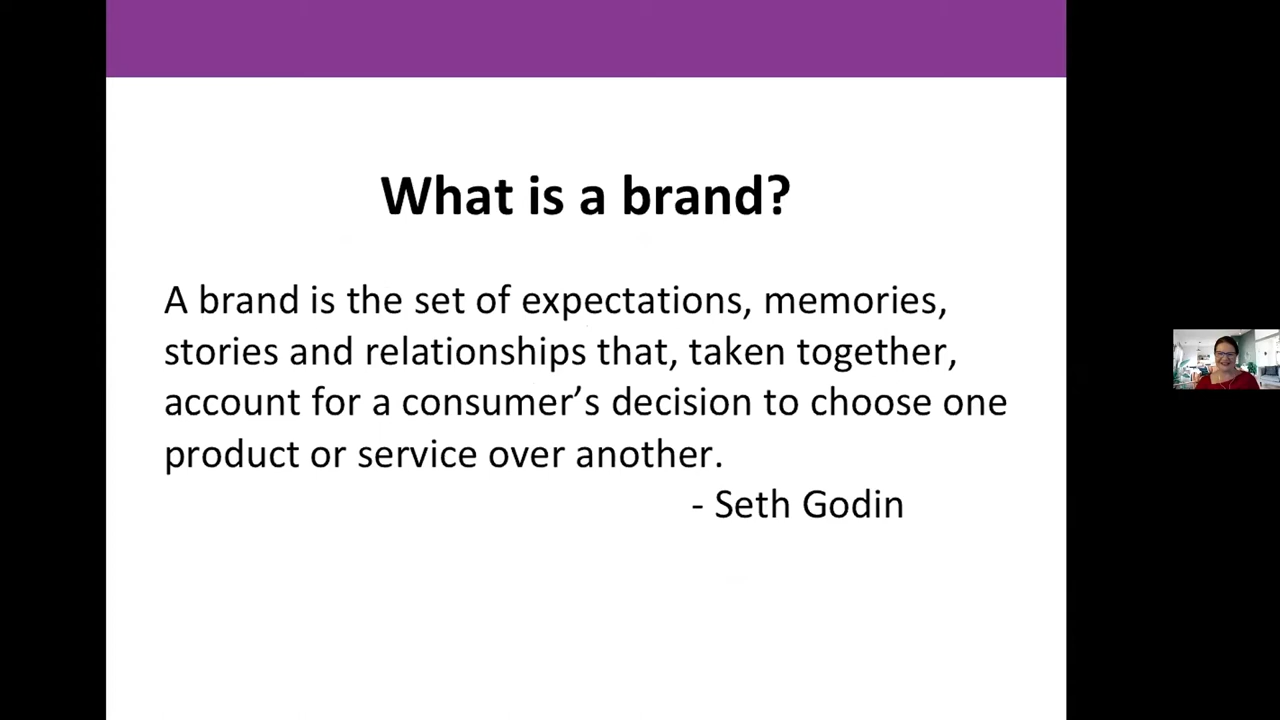 What is a brand?
A brand is the set of expectations, memories,
stories and relationships that, taken together,
account for a consumer’s decision to choose one
product or service over another.
- Seth Godin